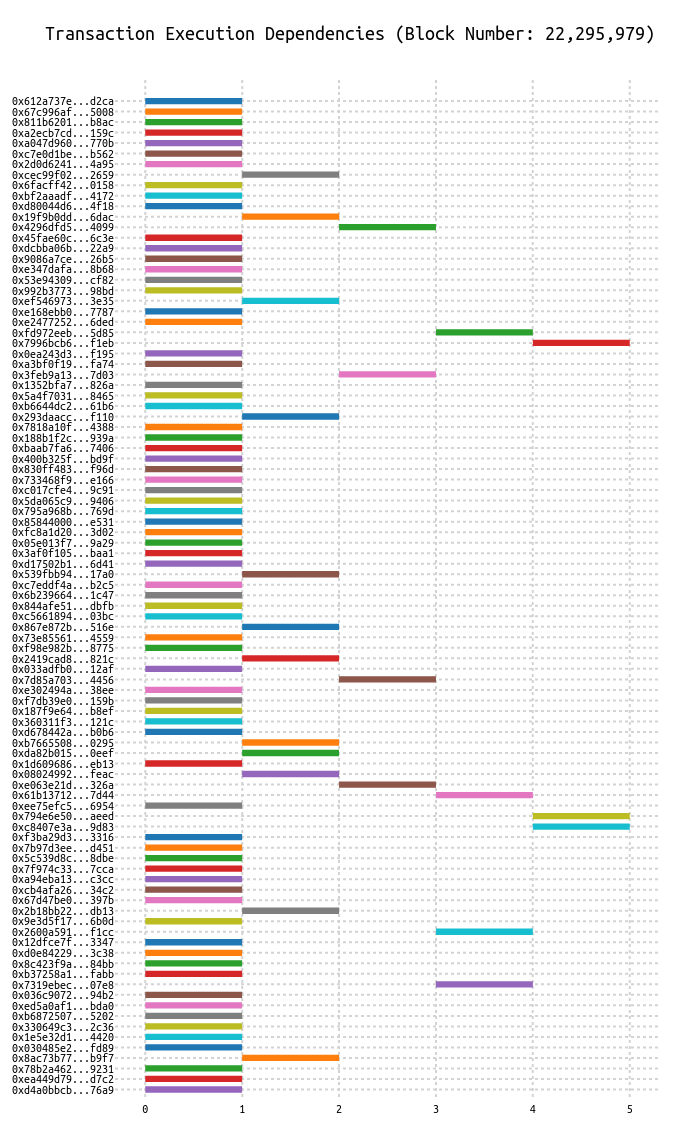 Transaction Execution Dependencies (Block Number: 22,295,979)
0x612a737e...d2ca
0x67c996af...5008
0x811b6201...b8ac
0xa2ecb7cd...159c
0xa047d960...770b
0xc7e0d1be...b562
0x2d0d6241...4a95
0xcec99f02...2659
0x6facff42...0158
0xbf2aaadf...4172
0xd80044d6...4f18
0x19f9b0dd...6dac
0x4296dfd5...4099
0x45fae60c...6c3e
0xdcbba06b...22a9
0x9086a7ce...26b5
0xe347dafa...8b68
0x53e94309...cf82
0x992b3773...98bd
0xef546973...3e35
0xe168ebb0...7787
0xe2477252...6ded
0xfd972eeb...5d85
0x7996bcb6...f1eb
0x0ea243d3...f195
0xa3bf0f19...fa74
0x3feb9a13...7d03
0x1352bfa7...826a
0x5a4f7031...8465
0xb6644dc2...61b6
0x293daacc...f110
0x7818a10f...4388
0x188b1f2c...939a
0xbaab7fa6...7406
0x400b325f...bd9f
0x830ff483...f96d
0x733468f9...e166
0xc017cfe4...9c91
0x5da065c9...9406
0x795a968b...769d
0x85844000...e531
0xfc8a1d20...3d02
0x05e013f7...9a29
0x3af0f105...baa1
0xd17502b1...6d41
0x539fbb94...17a0
0xc7eddf4a...b2c5
0x6b239664...1c47
0x844afe51...dbfb
0xc5661894...03bc
0x867e872b...516e
0x73e85561...4559
0xf98e982b...8775
0x2419cad8...821c
0x033adfb0...12af
0x7d85a703...4456
0xe302494a...38ee
0xf7db39e0...159b
0x187f9e64...b8ef
0x360311f3...121c
0xd678442a...b0b6
0xb7665508...0295
0xda82b015...0eef
0x1d609686...eb13
0x08024992...feac
0xe063e21d...326a
0x61b13712...7d44
0xee75efc5...6954
0x794e6e50...aeed
0xc8407e3a...9d83
0xf3ba29d3...3316
0x7b97d3ee...d451
0x5c539d8c...8dbe
0x7f974c33...7cca
0xa94eba13...c3cc
0xcb4afa26...34c2
0x67d47be0...397b
0x2b18bb22...db13
0x9e3d5f17...6b0d
0x2600a591...f1cc
0x12dfce7f...3347
0xd0e84229...3c38
0x8c423f9a...84bb
0xb37258a1...fabb
0x7319ebec...07e8
0x036c9072...94b2
0xed5a0af1...bda0
0xb6872507...5202
0x330649c3...2c36
0x1e5e32d1...4420
0x030485e2...fd89
0x8ac73b77...b9f7
0x78b2a462...9231
0xea449d79...d7c2
0xd4a0bbcb...76a9
0 1 2 3 4 5